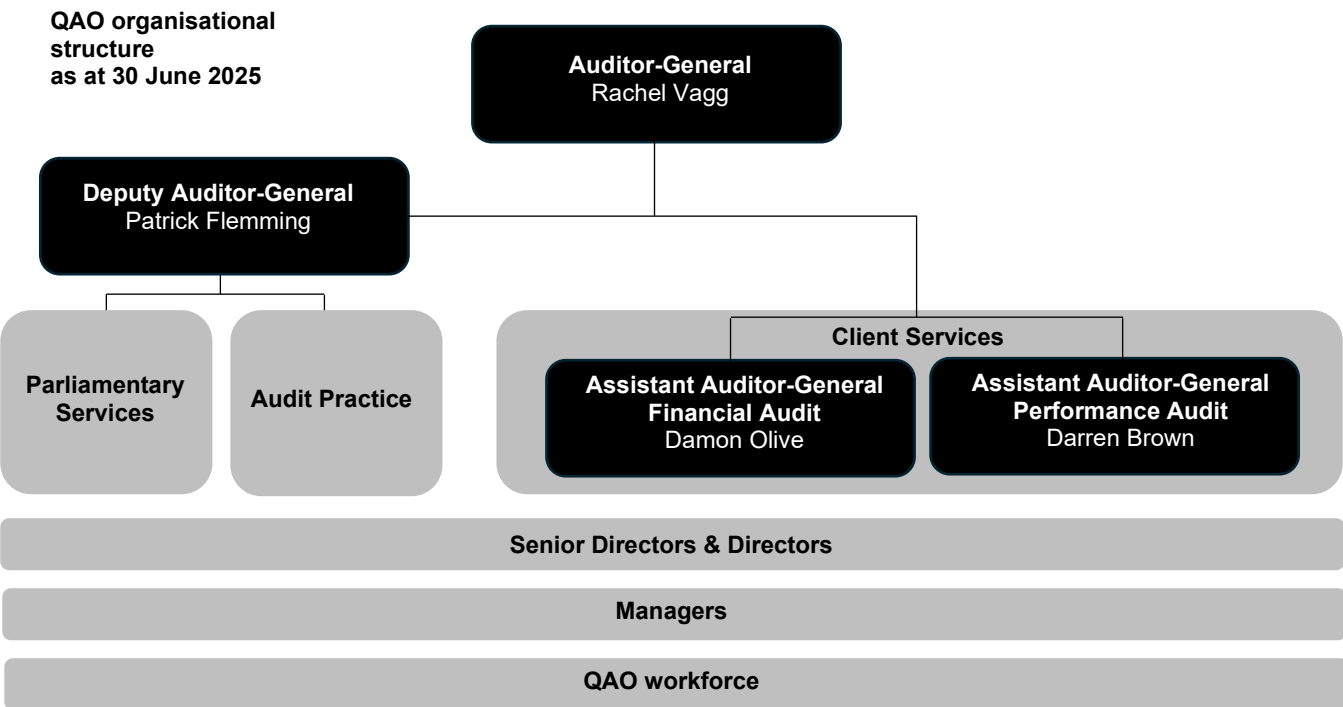 QAO organisational
structure
as at 30 June 2025
Auditor-General
Rachel Vagg
Deputy Auditor-General
Patrick Flemming
Parliamentary
Services
Audit Practice
Client Services
Assistant Auditor-General
Financial Audit
Damon Olive
Assistant Auditor-General
Performance Audit
Darren Brown
Senior Directors & Directors
Managers
QAO workforce